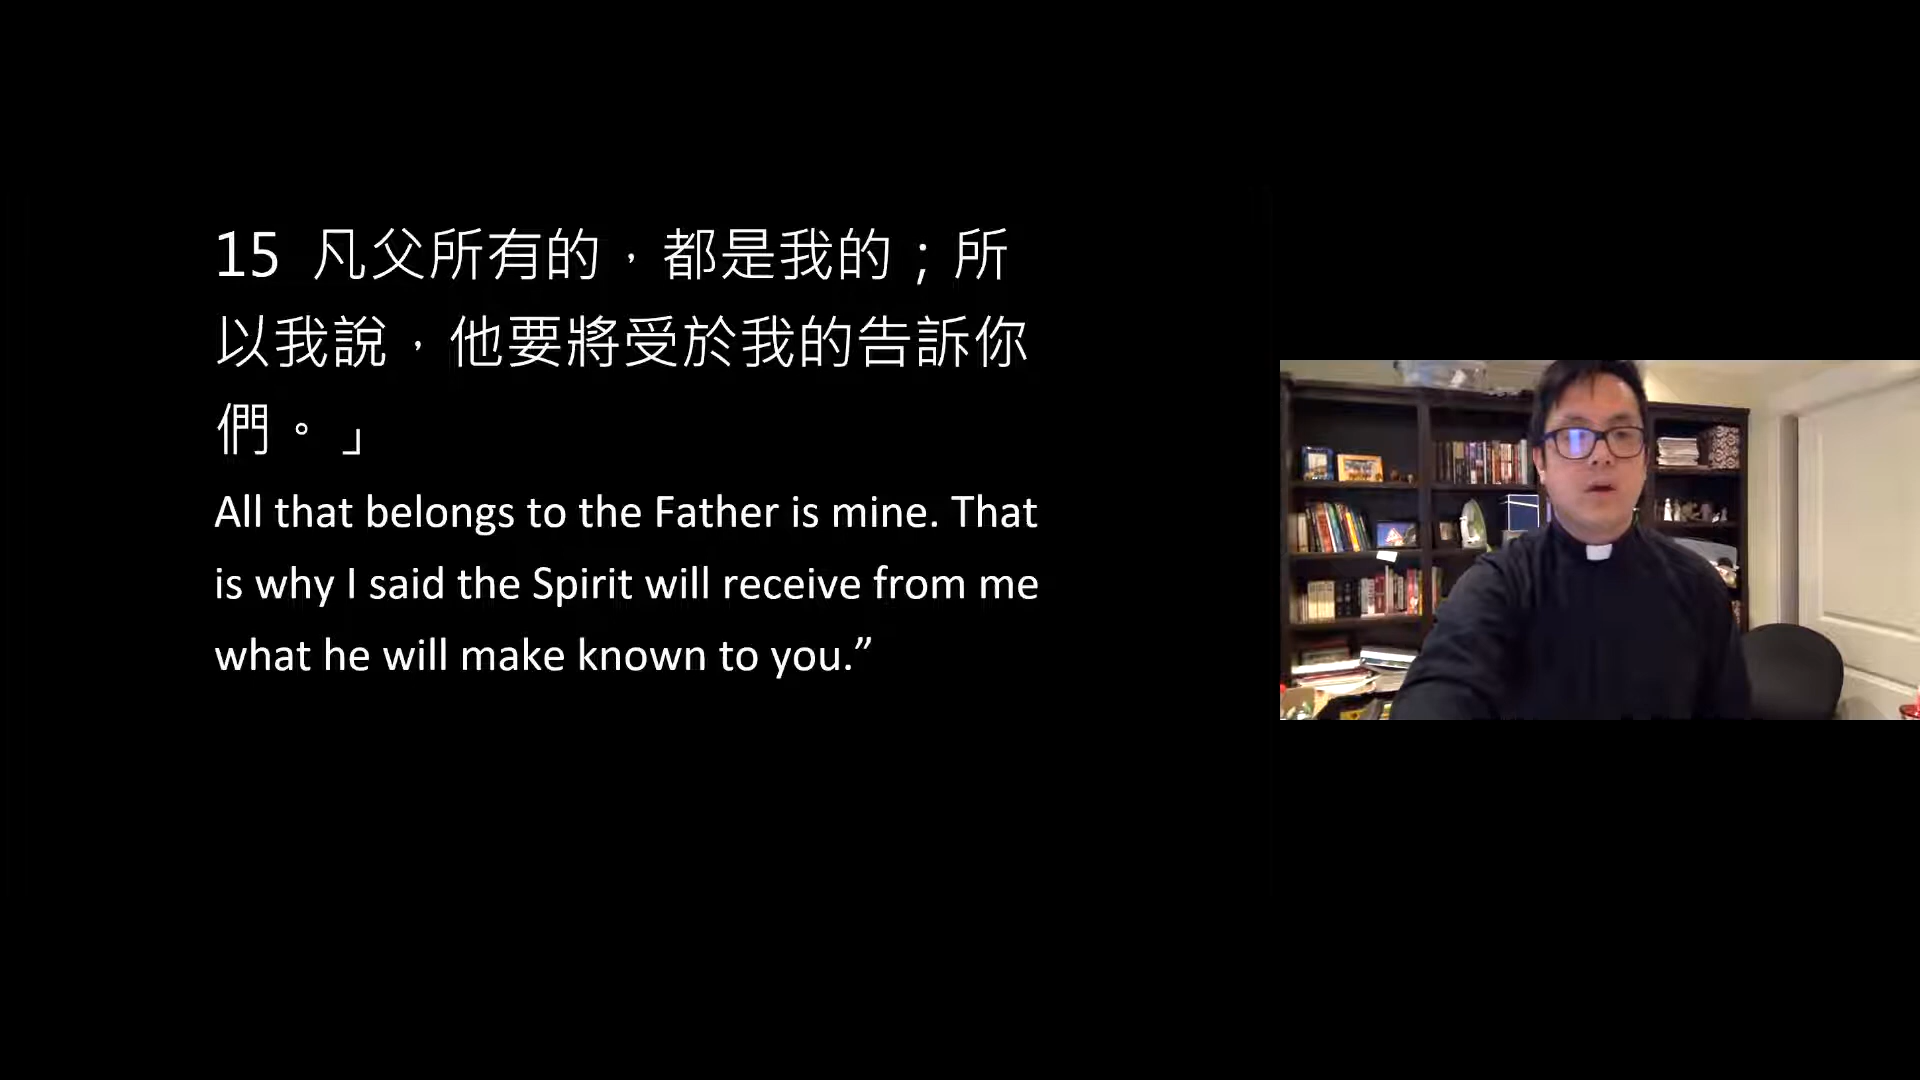 15 凡父所有的，都是我的；所
以我說，他要將受於我的告訴你
們。」
All that belongs to the Father is mine. That
is why I said the Spirit will receive from me
what he will make known to you.”